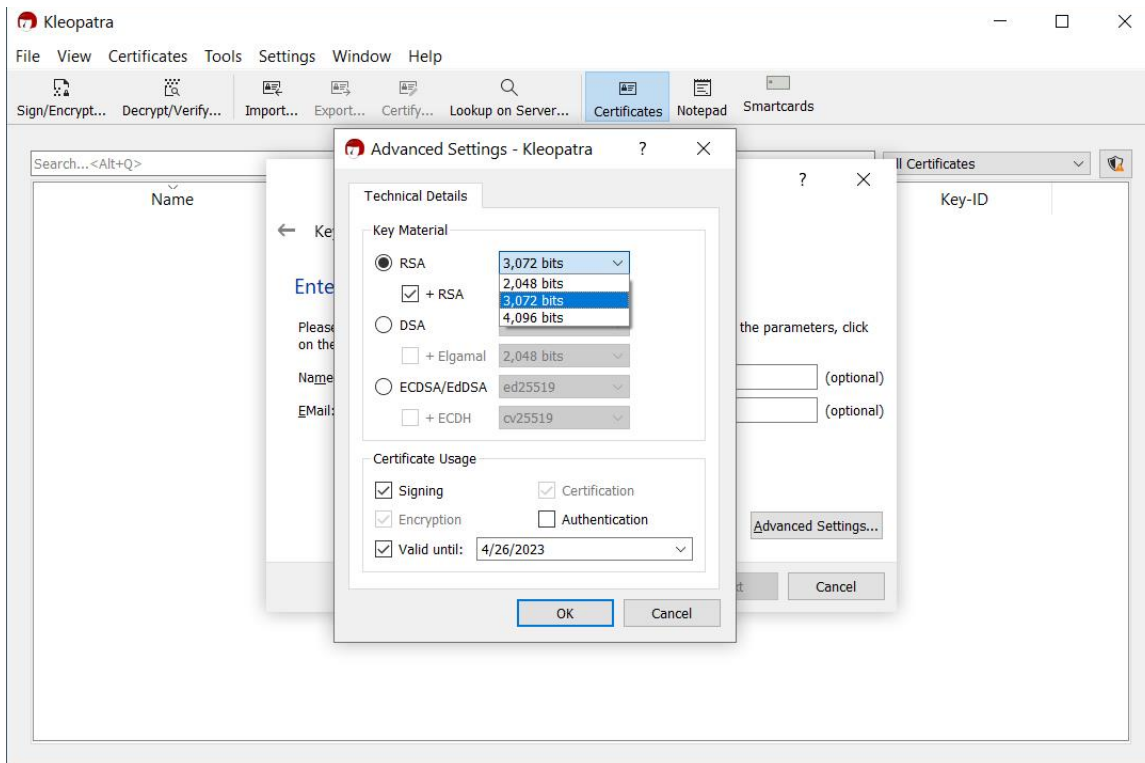 Kleopatra
File View Certificates Tools Settings Window Help
Sign/Encrypt... Decrypt/Verify... Import... Export... Certify... Lookup on Server... Certificates Notepad Smartcards
Search...<Alt+Q>
Advanced Settings - Kleopatra ? ×
Certificates
Name
Key-ID
Technical Details
Key Material
RSA 3,072 bits
2,048 bits
+ RSA 3,072 bits
4,096 bits
DSA
+ Elgamal 2,048 bits
ECDSA/EdDSA ed25519
+ ECDH cv25519
Certificate Usage
Signing Certification
Encryption Authentication
Valid until: 4/26/2023
OK Cancel
? ×
Please
on the
the parameters, click
Name (optional)
EMail: (optional)
Advanced Settings...
Cancel